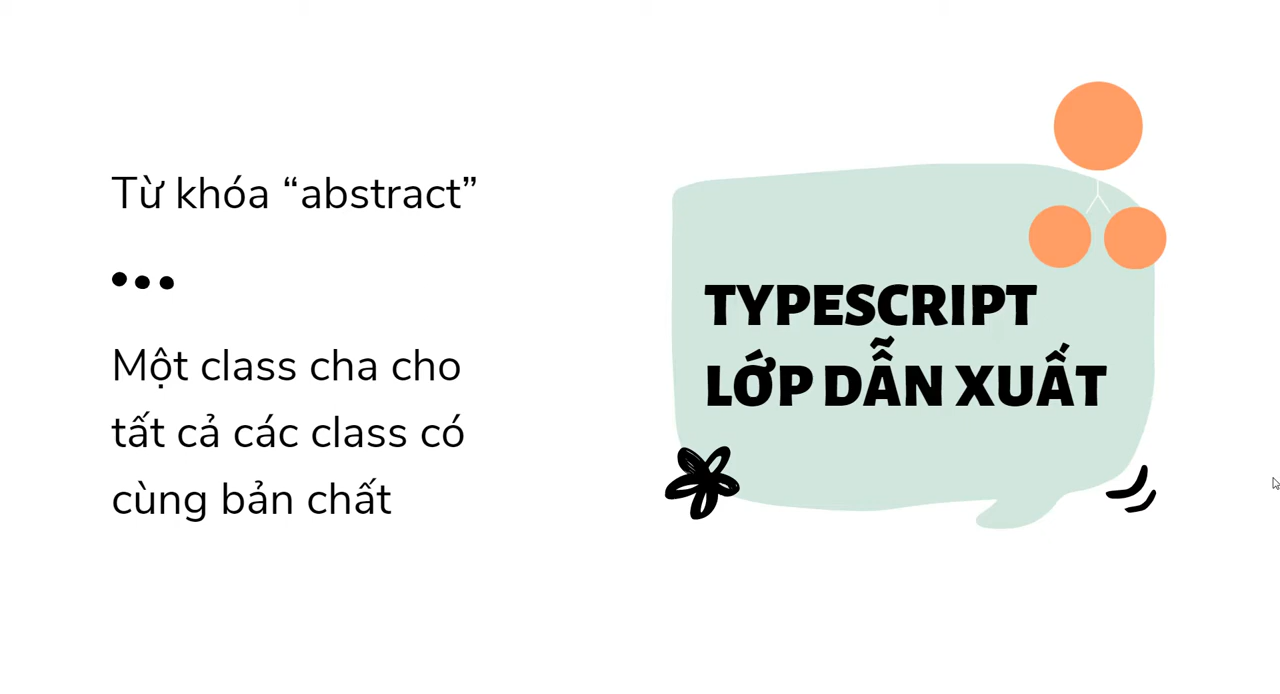 Từ khóa “abstract”
Một class cha cho
tất cả các class có
cùng bản chất
TYPESCRIPT
LỚP DẪN XUẤT